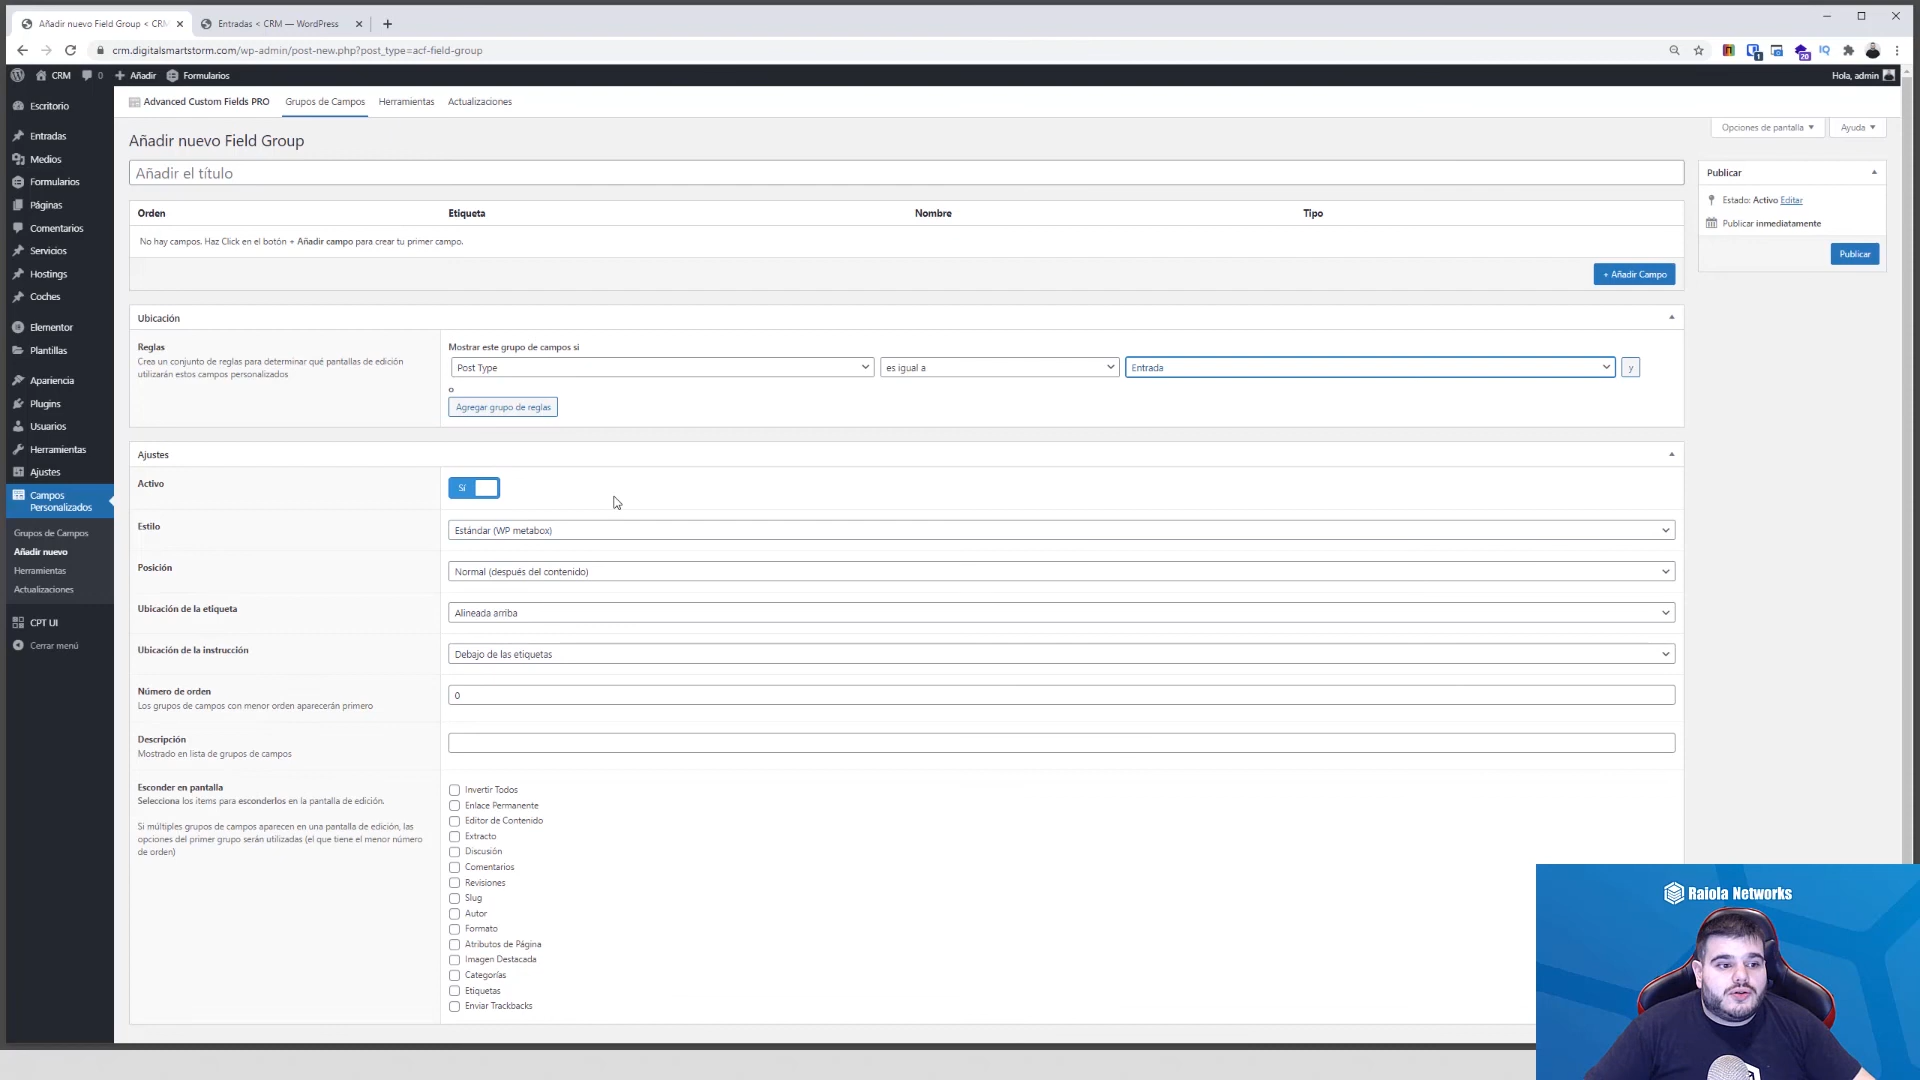 Añadir nuevo Field Group < CRM
Entradas < CRM — WordPress
crm.digitalsmartstorm.com/wp-admin/post-new.php?post_type=acf-field-group
CRM 0 Añadir Formularios
Hola, admin
Advanced Custom Fields PRO Grupos de Campos Herramientas Actualizaciones
Opciones de pantalla Ayuda
Escritorio
Entradas
Medios
Formularios
Páginas
Comentarios
Servicios
Hostings
Coches
Elementor
Plantillas
Apariencia
Plugins
Usuarios
Herramientas
Ajustes
Campos
Personalizados
Grupos de Campos
Añadir nuevo
Herramientas
Actualizaciones
CPT UI
Cerrar menú
Añadir nuevo Field Group
Añadir el título
Orden Etiqueta Nombre Tipo
No hay campos. Haz Click en el botón + Añadir campo para crear tu primer campo.
+ Añadir Campo
Ubicación
Reglas
Crea un conjunto de reglas para determinar qué pantallas de edición
utilizarán estos campos personalizados
Mostrar este grupo de campos si
Post Type es igual a Entrada y
o
Agregar grupo de reglas
Ajustes
Activo
Sí
Estilo
Estándar (WP metabox)
Posición
Normal (después del contenido)
Ubicación de la etiqueta
Alineada arriba
Ubicación de la instrucción
Debajo de las etiquetas
Número de orden
Los grupos de campos con menor orden aparecerán primero
0
Descripción
Mostrado en lista de grupos de campos
Esconder en pantalla
Selecciona los items para esconderlos en la pantalla de edición.
Si múltiples grupos de campos aparecen en una pantalla de edición, las
opciones del primer grupo serán utilizadas (el que tiene el menor número
de orden)
Invertir Todos
Enlace Permanente
Editor de Contenido
Extracto
Discusión
Comentarios
Revisiones
Slug
Autor
Formato
Atributos de Página
Imagen Destacada
Categorías
Etiquetas
Enviar Trackbacks
Publicar
Estado: Activo Editar
Publicar inmediatamente
Publicar
Raiola Networks